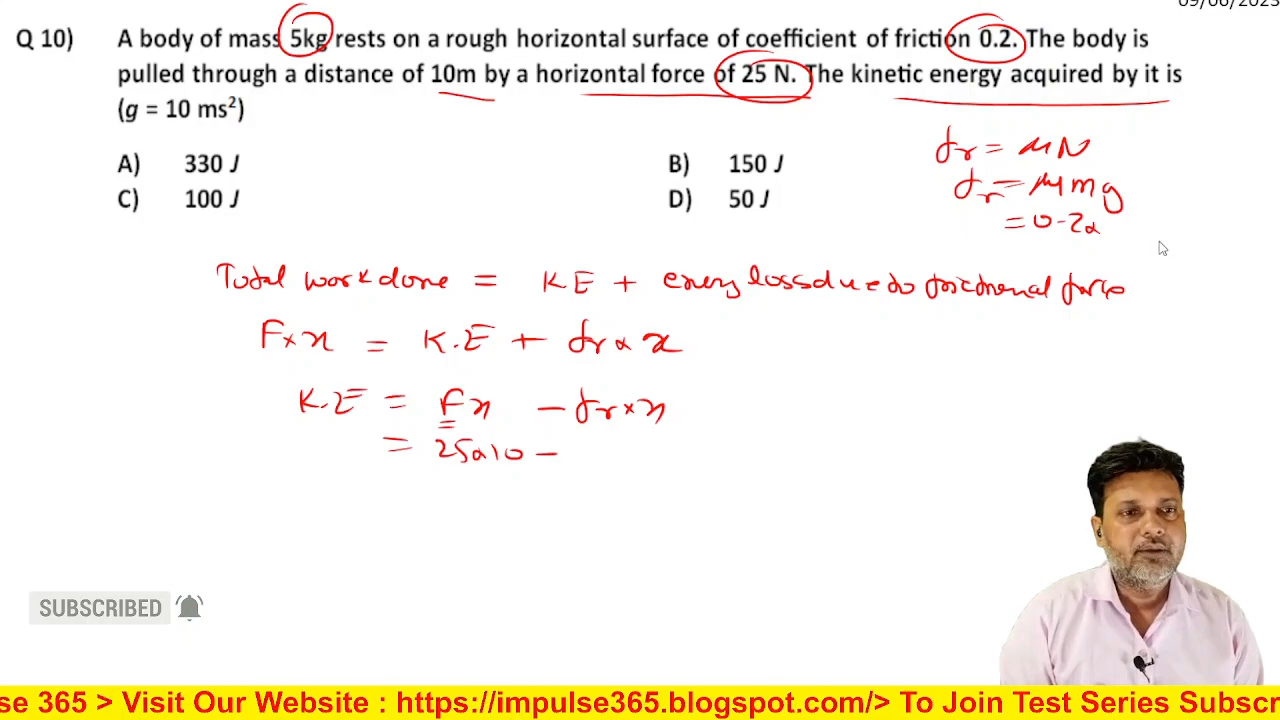 09/06/2023
Q 10) A body of mass 5kg rests on a rough horizontal surface of coefficient of friction 0.2. The body is
pulled through a distance of 10m by a horizontal force of 25 N. The kinetic energy acquired by it is
(g = 10 ms²)
A) 330 J
B) 150 J
C) 100 J
D) 50 J
fr = μN
fr = μmg
= 0.2×
Total work done = KE + energy loss due to frictional force
F×x = K.E + fr × x
K.E = Fx - fr×x
= 25×10 -
SUBSCRIBED
se 365 > Visit Our Website : https://impulse365.blogspot.com/> To Join Test Series Subscr